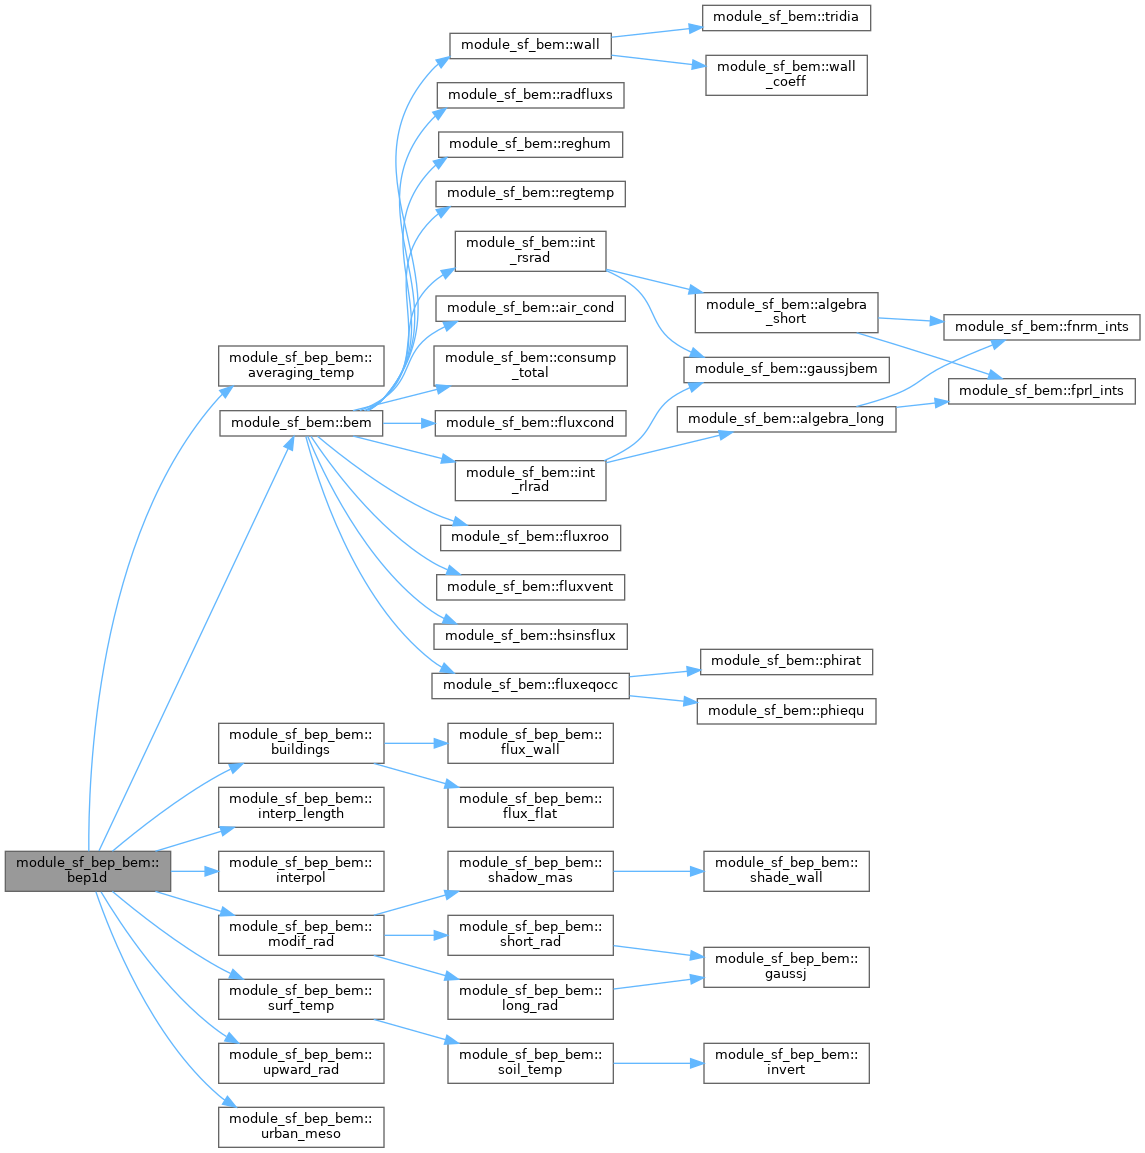 module_sf_bem::tridia
module_sf_bem::wall
module_sf_bem::wall
_coeff
module_sf_bem::radfluxs
module_sf_bem::reghum
module_sf_bem::regtemp
module_sf_bem::int
_rsrad
module_sf_bem::air_cond
module_sf_bem::algebra
_short
module_sf_bem::fnrm_ints
module_sf_bep_bem::
averaging_temp
module_sf_bem::consump
_total
module_sf_bem::gaussjbem
module_sf_bem::fprl_ints
module_sf_bem::bem
module_sf_bem::fluxcond
module_sf_bem::algebra_long
module_sf_bem::int
_rlrad
module_sf_bem::fluxroo
module_sf_bem::fluxvent
module_sf_bem::hsinsflux
module_sf_bem::fluxeqocc
module_sf_bem::phirat
module_sf_bem::phiequ
module_sf_bep_bem::
buildings
module_sf_bep_bem::
flux_wall
module_sf_bep_bem::
interp_length
module_sf_bep_bem::
flux_flat
module_sf_bep_bem::
bep1d
module_sf_bep_bem::
interpol
module_sf_bep_bem::
shadow_mas
module_sf_bep_bem::
shade_wall
module_sf_bep_bem::
modif_rad
module_sf_bep_bem::
short_rad
module_sf_bep_bem::
gaussj
module_sf_bep_bem::
surf_temp
module_sf_bep_bem::
long_rad
module_sf_bep_bem::
upward_rad
module_sf_bep_bem::
soil_temp
module_sf_bep_bem::
invert
module_sf_bep_bem::
urban_meso